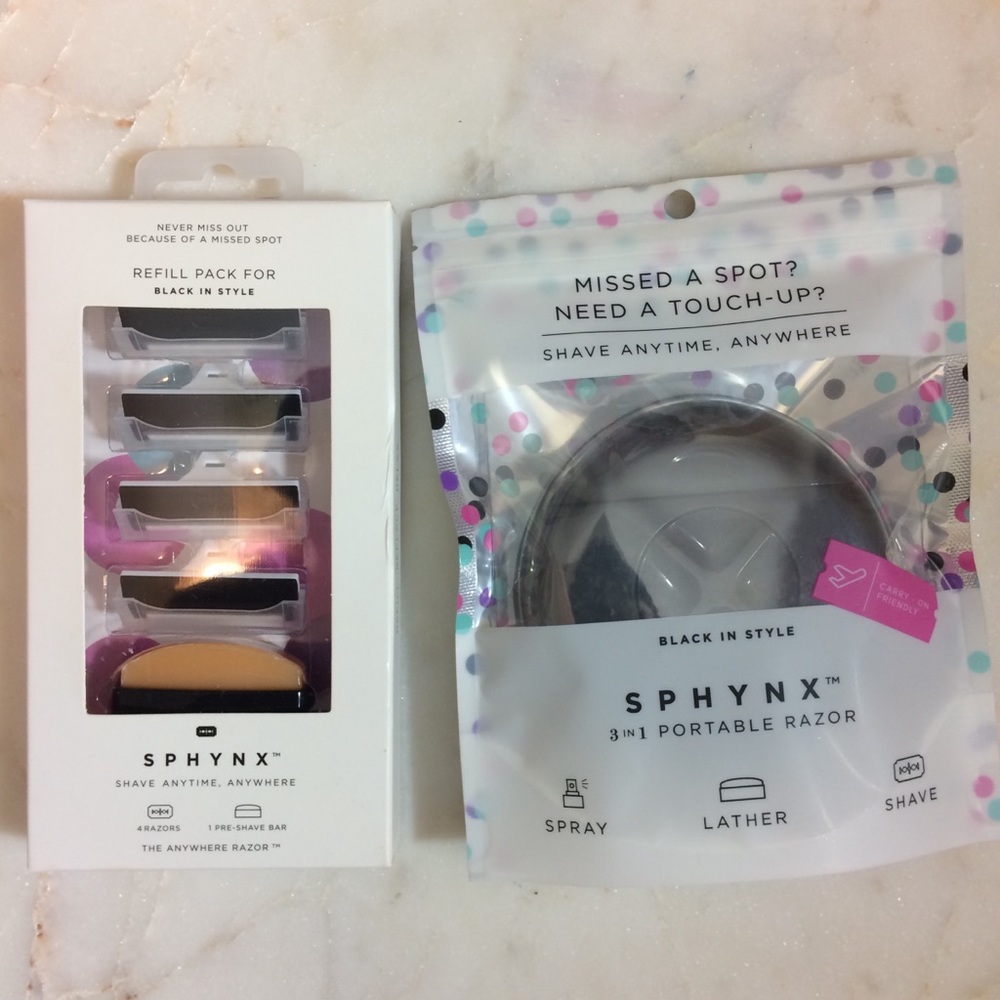 NEVER MISS OUT
BECAUSE OF A MISSED SPOT
REFILL PACK FOR
BLACK IN STYLE
SPHYNX™
SHAVE ANYTIME, ANYWHERE
4 RAZORS
1 PRE-SHAVE BAR
THE ANYWHERE RAZOR™
MISSED A SPOT?
NEED A TOUCH-UP?
SHAVE ANYTIME, ANYWHERE
CARRY-ON
FRIENDLY
BLACK IN STYLE
SPHYNX™
3 IN 1 PORTABLE RAZOR
SPRAY
LATHER
SHAVE